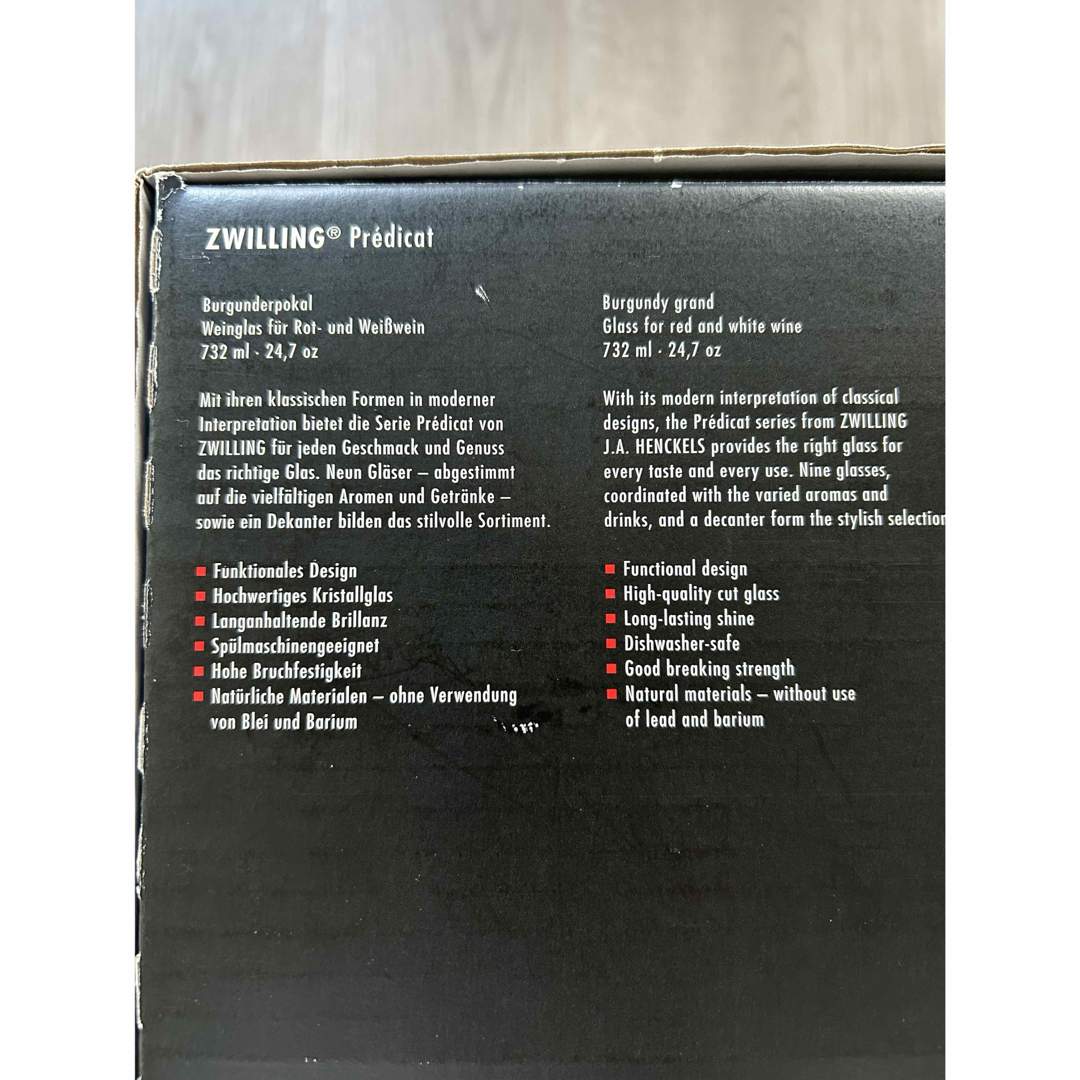 ZWILLING® Prédicat
Burgunderpokal
Weinglas für Rot- und Weißwein
732 ml · 24,7 oz
Mit ihren klassischen Formen in moderner
Interpretation bietet die Serie Prédicat von
ZWILLING für jeden Geschmack und Genuss
das richtige Glas. Neun Gläser – abgestimmt
auf die vielfältigen Aromen und Getränke –
sowie ein Dekanter bilden das stilvolle Sortiment.
Funktionales Design
Hochwertiges Kristallglas
Langanhaltende Brillanz
Spülmaschinengeeignet
Hohe Bruchfestigkeit
Natürliche Materialen – ohne Verwendung
von Blei und Barium
Burgundy grand
Glass for red and white wine
732 ml · 24,7 oz
With its modern interpretation of classical
designs, the Prédicat series from ZWILLING
J.A. HENCKELS provides the right glass for
every taste and every use. Nine glasses,
coordinated with the varied aromas and
drinks, and a decanter form the stylish selection
Functional design
High-quality cut glass
Long-lasting shine
Dishwasher-safe
Good breaking strength
Natural materials – without use
of lead and barium